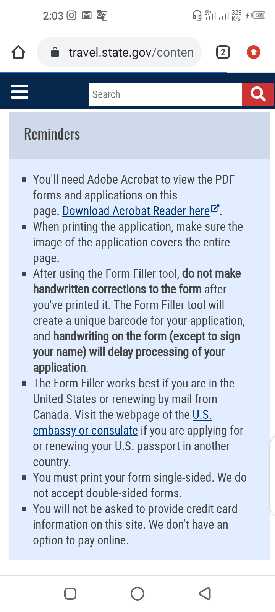 2:03
travel.state.gov/conten
2
Search
Reminders
You'll need Adobe Acrobat to view the PDF
forms and applications on this
page. Download Acrobat Reader here.
When printing the application, make sure the
image of the application covers the entire
page.
After using the Form Filler tool, do not make
handwritten corrections to the form after
you've printed it. The Form Filler tool will
create a unique barcode for your application,
and handwriting on the form (except to sign
your name) will delay processing of your
application.
The Form Filler works best if you are in the
United States or renewing by mail from
Canada. Visit the webpage of the U.S.
embassy or consulate if you are applying for
or renewing your U.S. passport in another
country.
You must print your form single-sided. We do
not accept double-sided forms.
You will not be asked to provide credit card
information on this site. We don't have an
option to pay online.